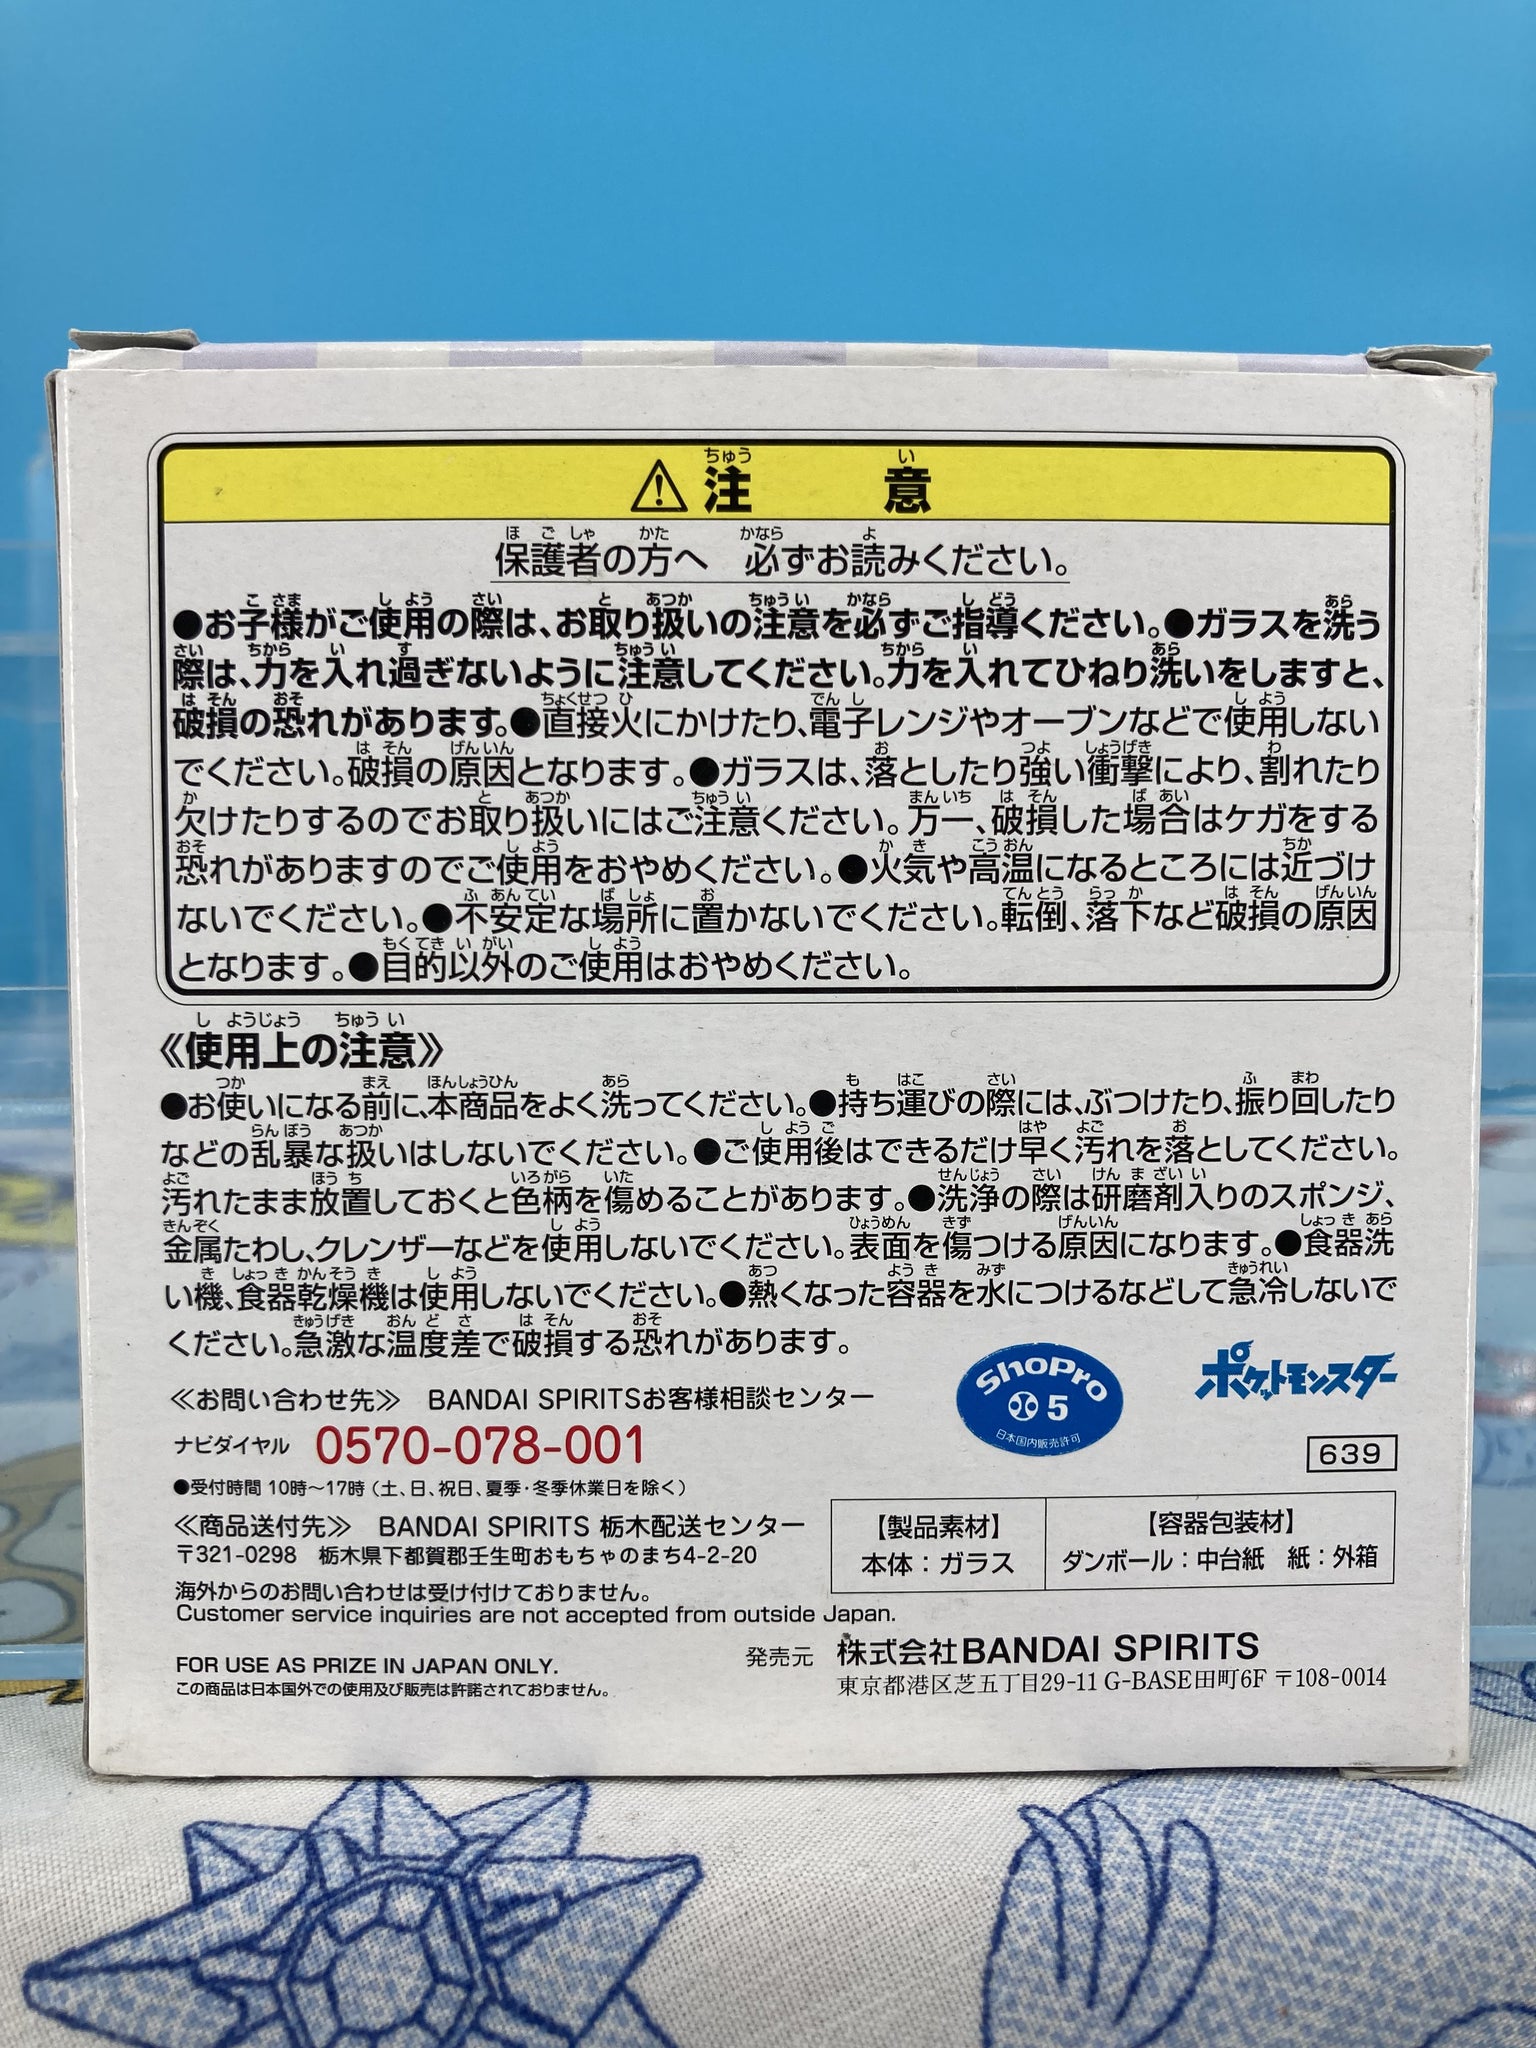 ⚠注意
保護者の方へ 必ずお読みください。
●お子様がご使用の際は、お取り扱いの注意を必ずご指導ください。●ガラスを洗う
際は、力を入れ過ぎないように注意してください。力を入れてひねり洗いをしますと、
破損の恐れがあります。●直接火にかけたり、電子レンジやオーブンなどで使用しない
でください。破損の原因となります。●ガラスは、落としたり強い衝撃により、割れたり
欠けたりするのでお取り扱いにはご注意ください。万一、破損した場合はケガをする
恐れがありますのでご使用をおやめください。●火気や高温になるところには近づけ
ないでください。●不安定な場所に置かないでください。転倒、落下など破損の原因
となります。●目的以外のご使用はおやめください。
《使用上の注意》
●お使いになる前に、本商品をよく洗ってください。●持ち運びの際には、ぶつけたり、振り回したり
などの乱暴な扱いはしないでください。●ご使用後はできるだけ早く汚れを落としてください。
汚れたまま放置しておくと色柄を傷めることがあります。●洗浄の際は研磨剤入りのスポンジ、
金属たわし、クレンザーなどを使用しないでください。表面を傷つける原因になります。●食器洗
い機、食器乾燥機は使用しないでください。●熱くなった容器を水につけるなどして急冷しないで
ください。急激な温度差で破損する恐れがあります。
≪お問い合わせ先≫ BANDAI SPIRITSお客様相談センター
ナビダイヤル 0570-078-001
●受付時間 10時～17時（土、日、祝日、夏季・冬季休業日を除く）
≪商品送付先≫ BANDAI SPIRITS 栃木配送センター
〒321-0298 栃木県下都賀郡壬生町おもちゃのまち4-2-20
海外からのお問い合わせは受け付けておりません。
Customer service inquiries are not accepted from outside Japan.
FOR USE AS PRIZE IN JAPAN ONLY.
この商品は日本国外での使用及び販売は許諾されておりません。
ShoPro
5
日本国内販売許可
ポケットモンスター
639
【製品素材】
本体：ガラス
【容器包装材】
ダンボール：中台紙 紙：外箱
発売元 株式会社BANDAI SPIRITS
東京都港区芝五丁目29-11 G-BASE田町6F 〒108-0014